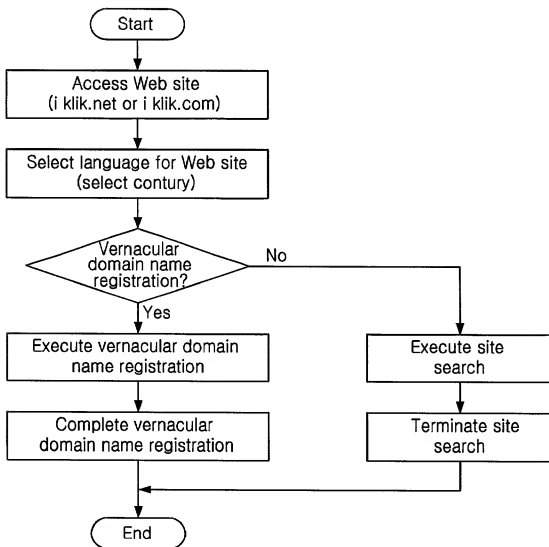 Start
Access Web site
(i klik.net or i klik.com)
Select language for Web site
(select contury)
Vernacular
domain name
registration?
No
Yes
Execute vernacular domain
name registration
Execute site
search
Complete vernacular
domain name registration
Terminate site
search
End